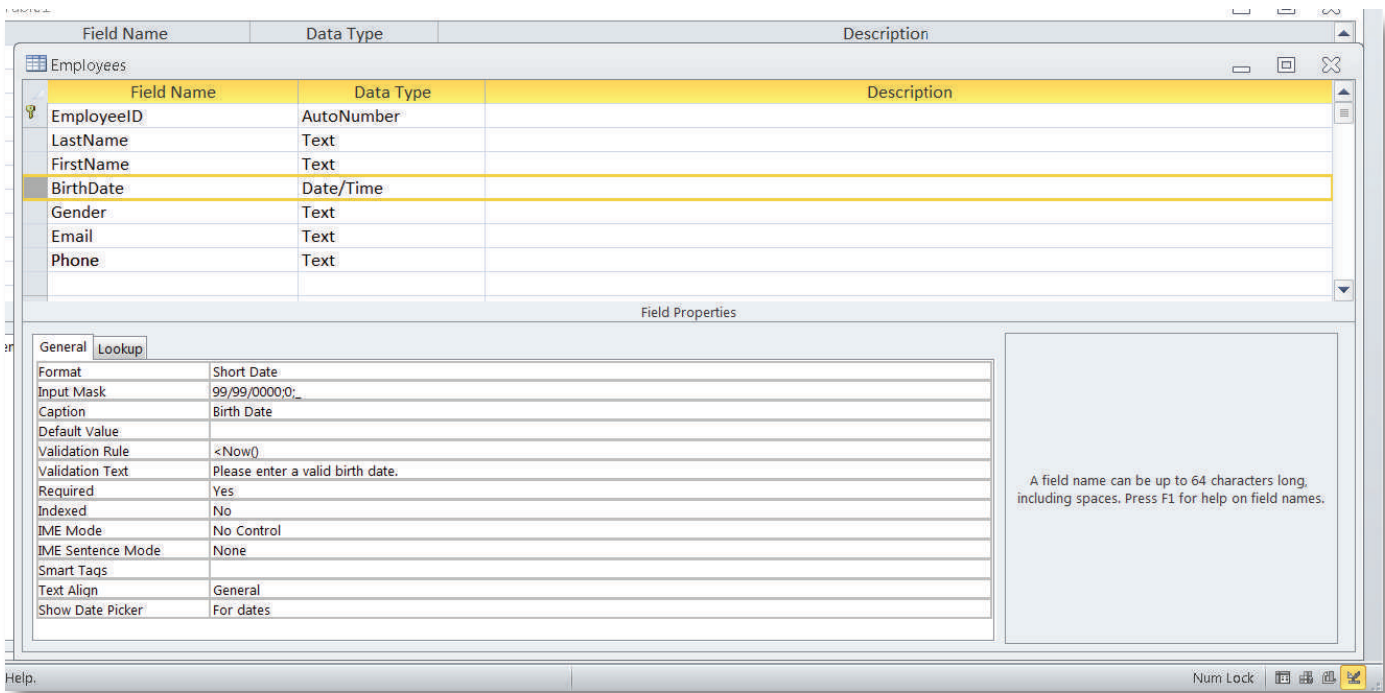 Table1
Field Name Data Type Description
Employees
Field Name Data Type Description
EmployeeID AutoNumber
LastName Text
FirstName Text
BirthDate Date/Time
Gender Text
Email Text
Phone Text
Field Properties
General Lookup
Format Short Date
Input Mask 99/99/0000;0;_
Caption Birth Date
Default Value
Validation Rule <Now()
Validation Text Please enter a valid birth date.
Required Yes
Indexed No
IME Mode No Control
IME Sentence Mode None
Smart Tags
Text Align General
Show Date Picker For dates
A field name can be up to 64 characters long,
including spaces. Press F1 for help on field names.
Help. Num Lock